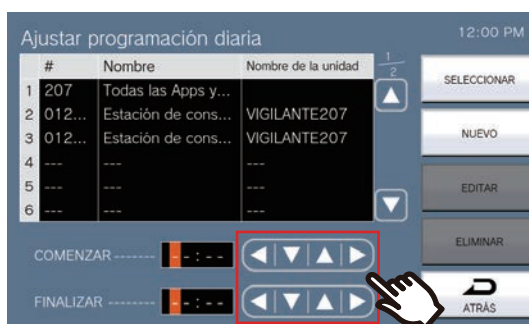 Ajustar programación diaria 12:00 PM
# Nombre Nombre de la unidad 1/2
1 207 Todas las Apps y...
2 012... Estación de cons... VIGILANTE207
3 012... Estación de cons... VIGILANTE207
4 --- --- ---
5 --- --- ---
6 --- --- ---
COMENZAR ------- --:--
FINALIZAR ------- --:--
SELECCIONAR
NUEVO
EDITAR
ELIMINAR
ATRÁS